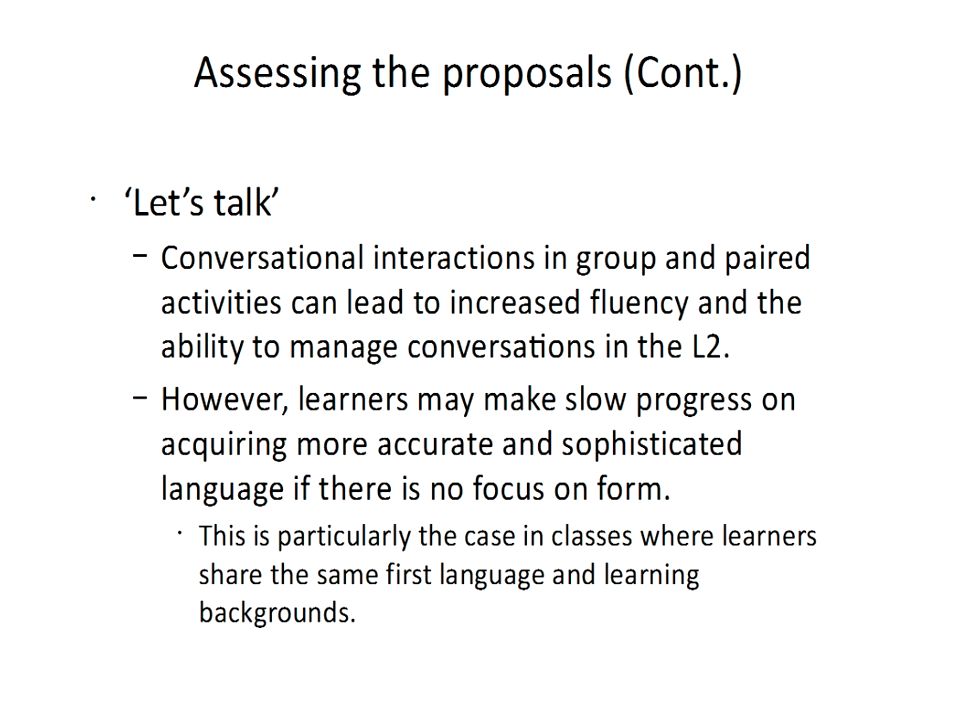 Assessing the proposals (Cont.)
· ‘Let’s talk’
– Conversational interactions in group and paired
activities can lead to increased fluency and the
ability to manage conversations in the L2.
– However, learners may make slow progress on
acquiring more accurate and sophisticated
language if there is no focus on form.
· This is particularly the case in classes where learners
share the same first language and learning
backgrounds.